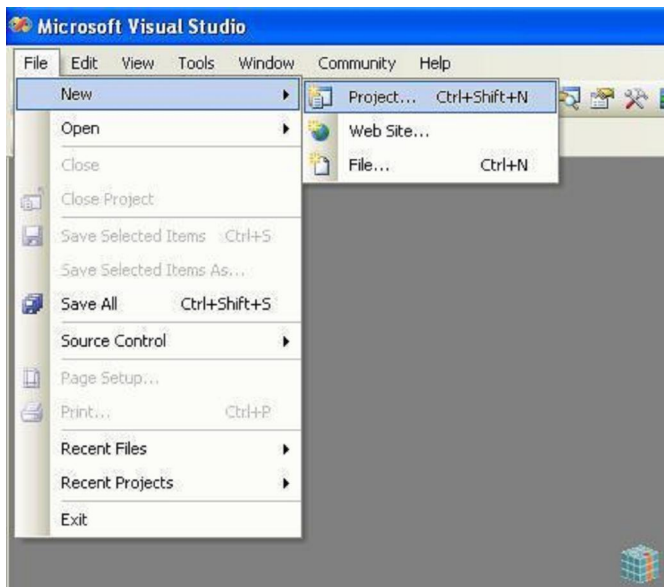 Microsoft Visual Studio
File Edit View Tools Window Community Help
New
Project... Ctrl+Shift+N
Open
Web Site...
Close
File... Ctrl+N
Close Project
Save Selected Items Ctrl+S
Save Selected Items As...
Save All Ctrl+Shift+S
Source Control
Page Setup...
Print... Ctrl+P
Recent Files
Recent Projects
Exit